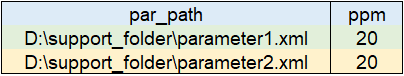 par_path ppm
D:\support_folder\parameter1.xml 20
D:\support_folder\parameter2.xml 20